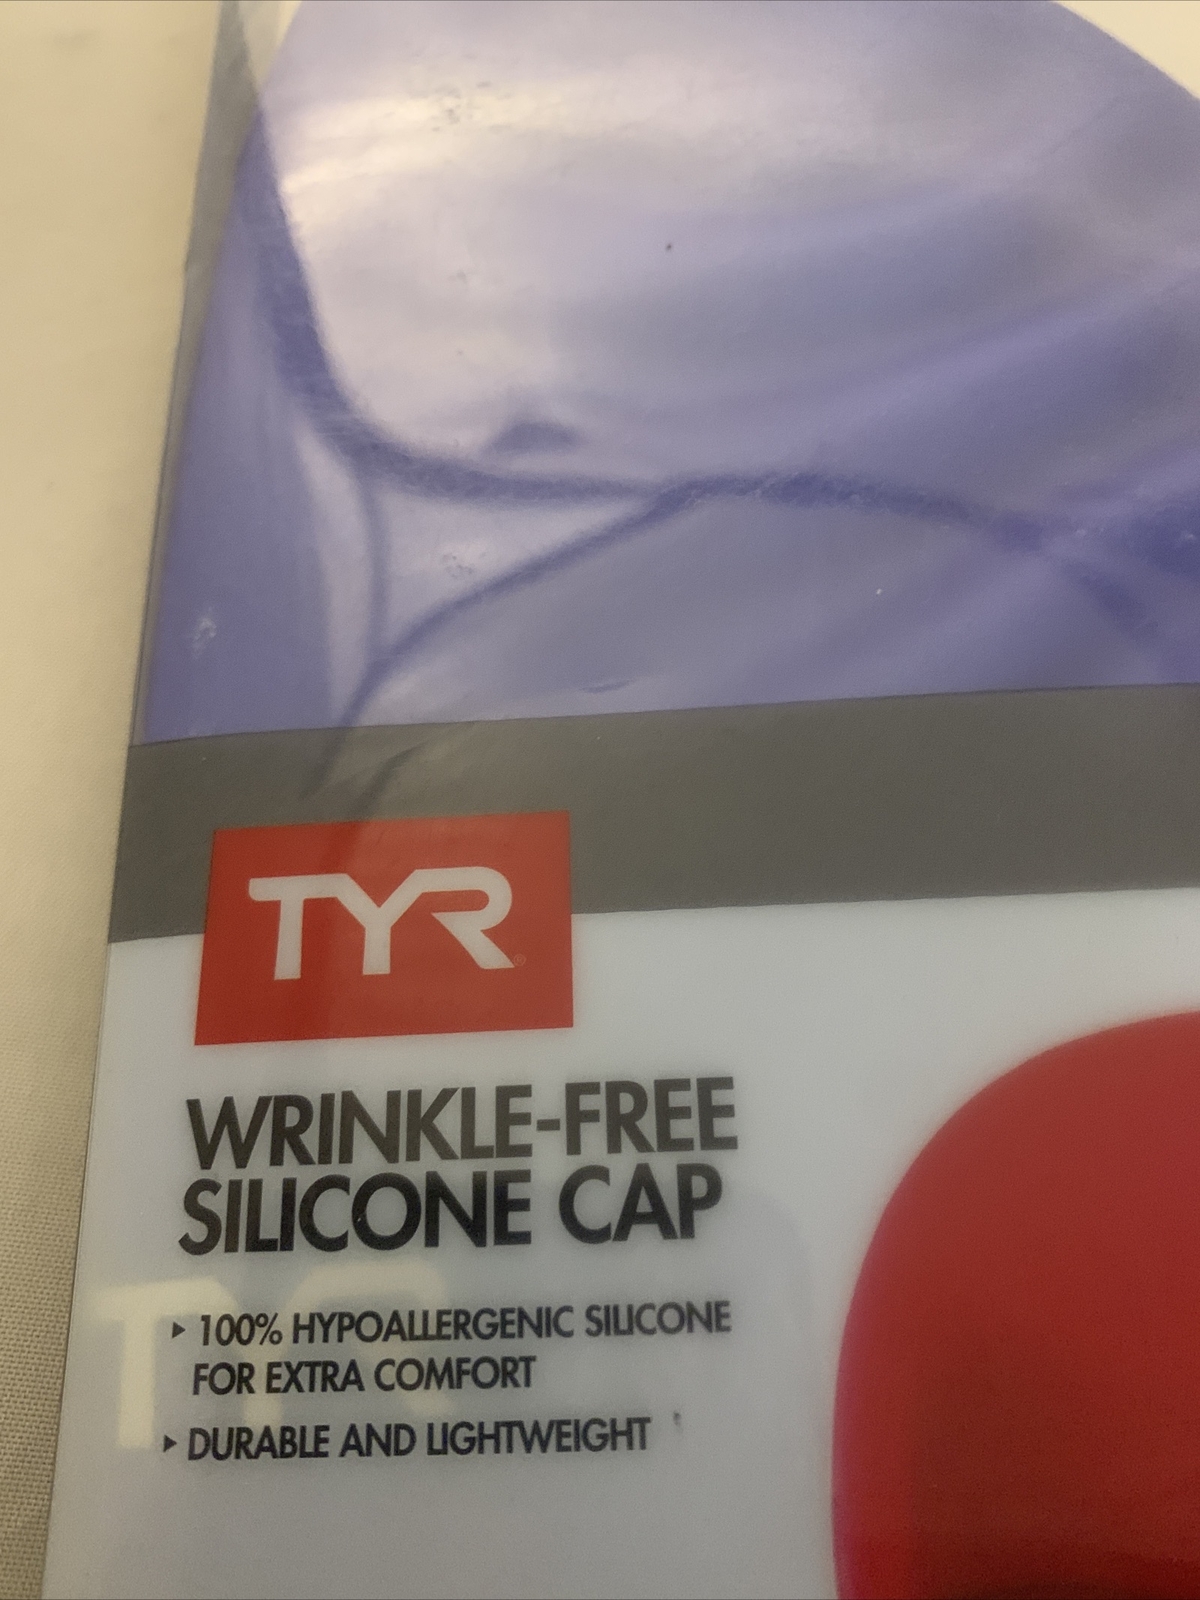 TYR®
WRINKLE-FREE
SILICONE CAP
▸ 100% HYPOALLERGENIC SILICONE
FOR EXTRA COMFORT
▸ DURABLE AND LIGHTWEIGHT